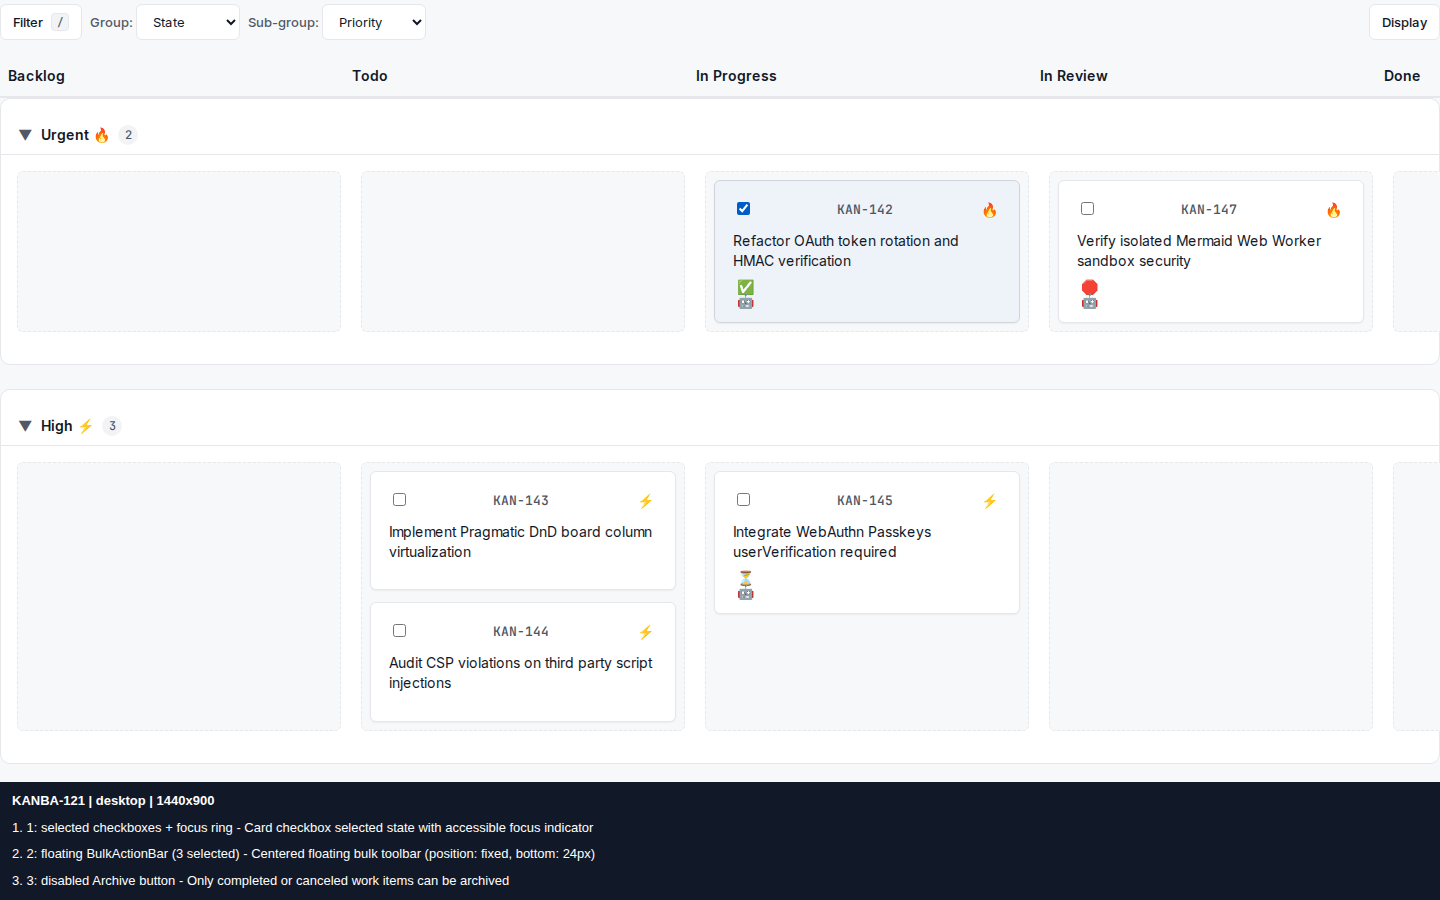 Filter / Group: State Sub-group: Priority Display
Backlog Todo In Progress In Review Done
Urgent 🔥 2
KAN-142 🔥
Refactor OAuth token rotation and
HMAC verification
✅
🤖
KAN-147 🔥
Verify isolated Mermaid Web Worker
sandbox security
🛑
🤖
High ⚡ 3
KAN-143 ⚡
Implement Pragmatic DnD board column
virtualization
KAN-144 ⚡
Audit CSP violations on third party script
injections
KAN-145 ⚡
Integrate WebAuthn Passkeys
userVerification required
⏳
🤖
KANBA-121 | desktop | 1440x900
1. 1: selected checkboxes + focus ring - Card checkbox selected state with accessible focus indicator
2. 2: floating BulkActionBar (3 selected) - Centered floating bulk toolbar (position: fixed, bottom: 24px)
3. 3: disabled Archive button - Only completed or canceled work items can be archived